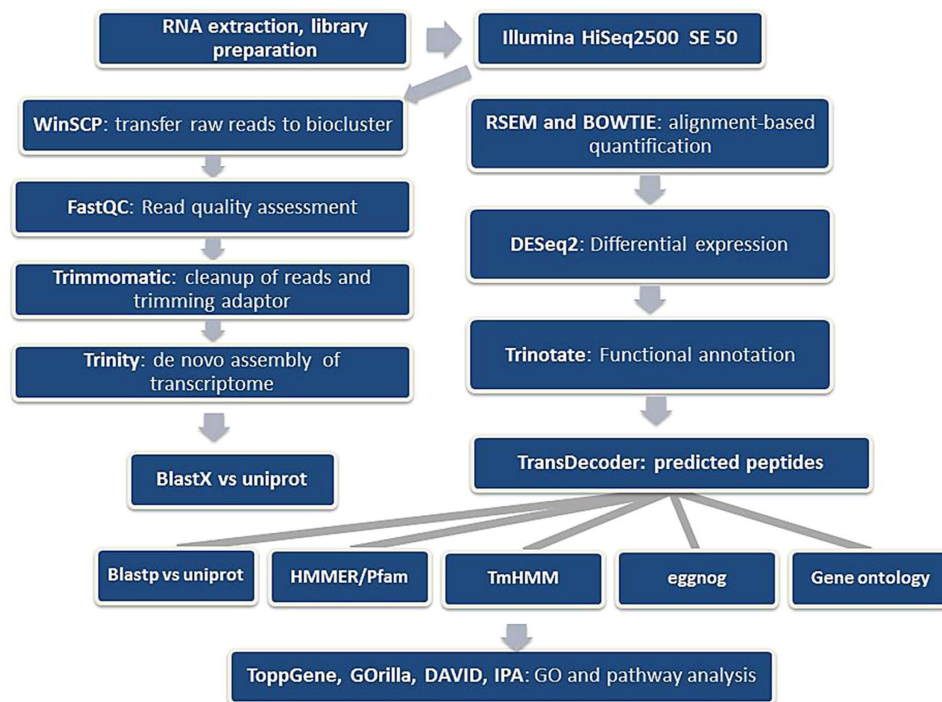 RNA extraction, library
preparation
Illumina HiSeq2500 SE 50
WinSCP: transfer raw reads to biocluster
FastQC: Read quality assessment
Trimmomatic: cleanup of reads and
trimming adaptor
Trinity: de novo assembly of
transcriptome
BlastX vs uniprot
RSEM and BOWTIE: alignment-based
quantification
DESeq2: Differential expression
Trinotate: Functional annotation
TransDecoder: predicted peptides
Blastp vs uniprot
HMMER/Pfam
TmHMM
eggnog
Gene ontology
ToppGene, GOrilla, DAVID, IPA: GO and pathway analysis